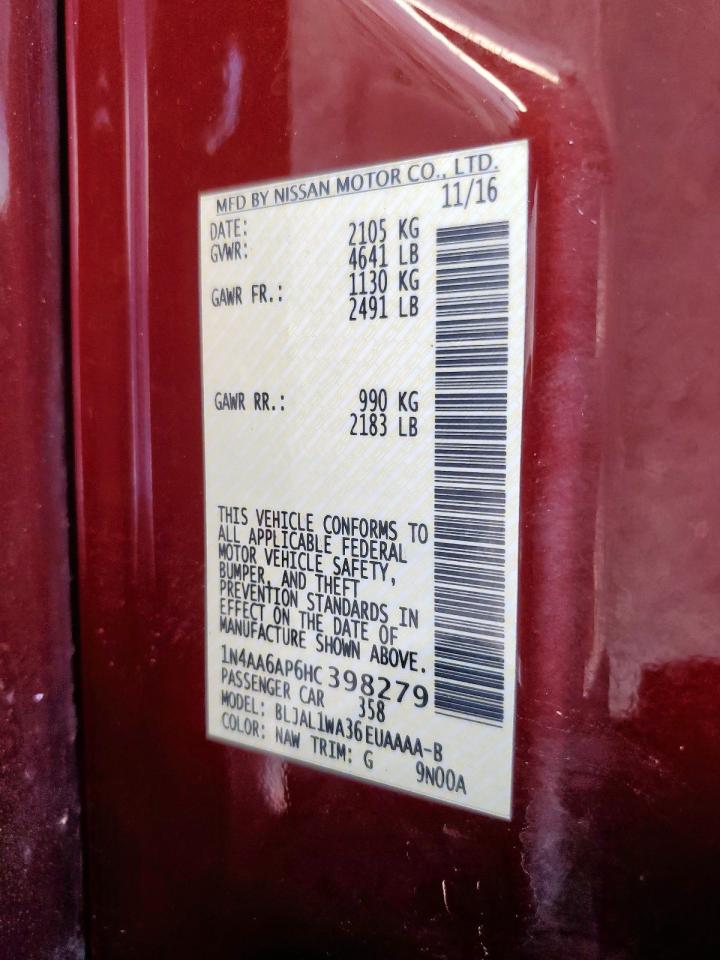 MFD BY NISSAN MOTOR CO., LTD.
DATE: 11/16
GVWR: 2105 KG
4641 LB
GAWR FR.: 1130 KG
2491 LB
GAWR RR.: 990 KG
2183 LB
THIS VEHICLE CONFORMS TO
ALL APPLICABLE FEDERAL
MOTOR VEHICLE SAFETY,
BUMPER, AND THEFT
PREVENTION STANDARDS IN
EFFECT ON THE DATE OF
MANUFACTURE SHOWN ABOVE.
1N4AA6AP6HC398279
PASSENGER CAR 358
MODEL: BLJAL1WA36EUAAAA-B
COLOR: NAW TRIM: G 9N00A